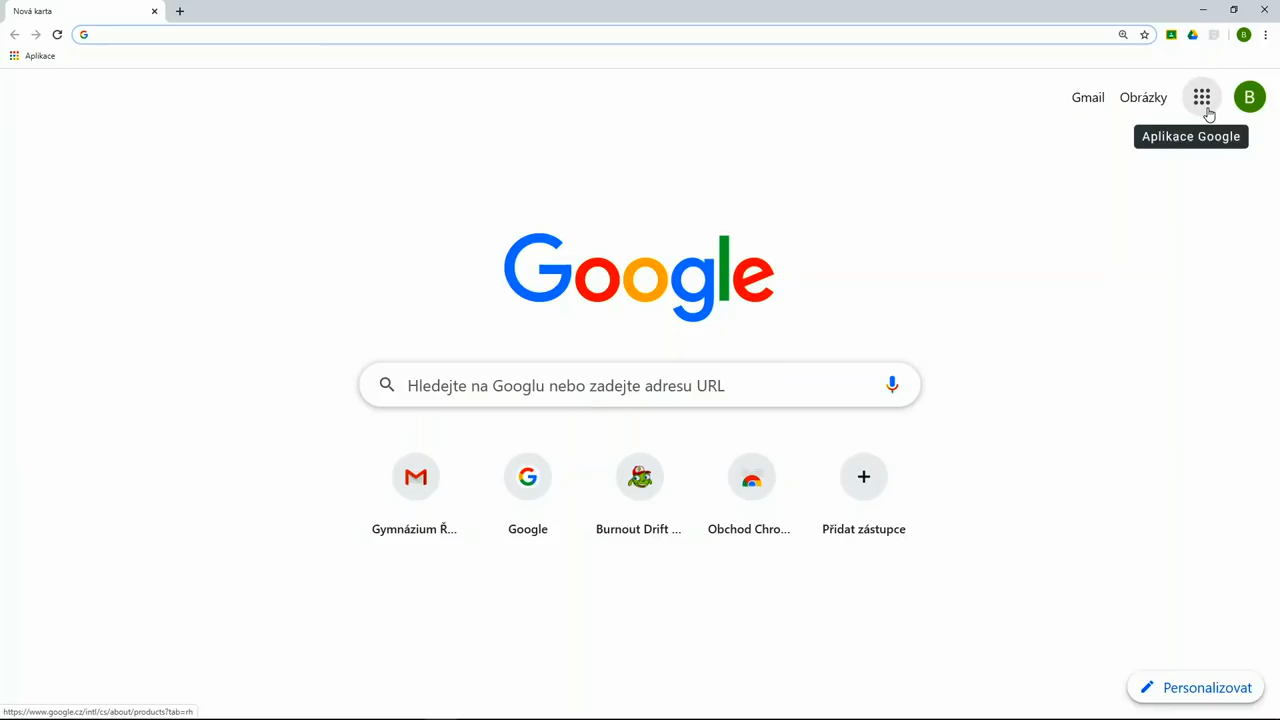 Nová karta
Aplikace
Gmail
Obrázky
B
Aplikace Google
Google
Hledejte na Googlu nebo zadejte adresu URL
Gymnázium Ř...
Google
Burnout Drift ...
Obchod Chro...
Přidat zástupce
Personalizovat
https://www.google.cz/intl/cs/about/products?tab=rh